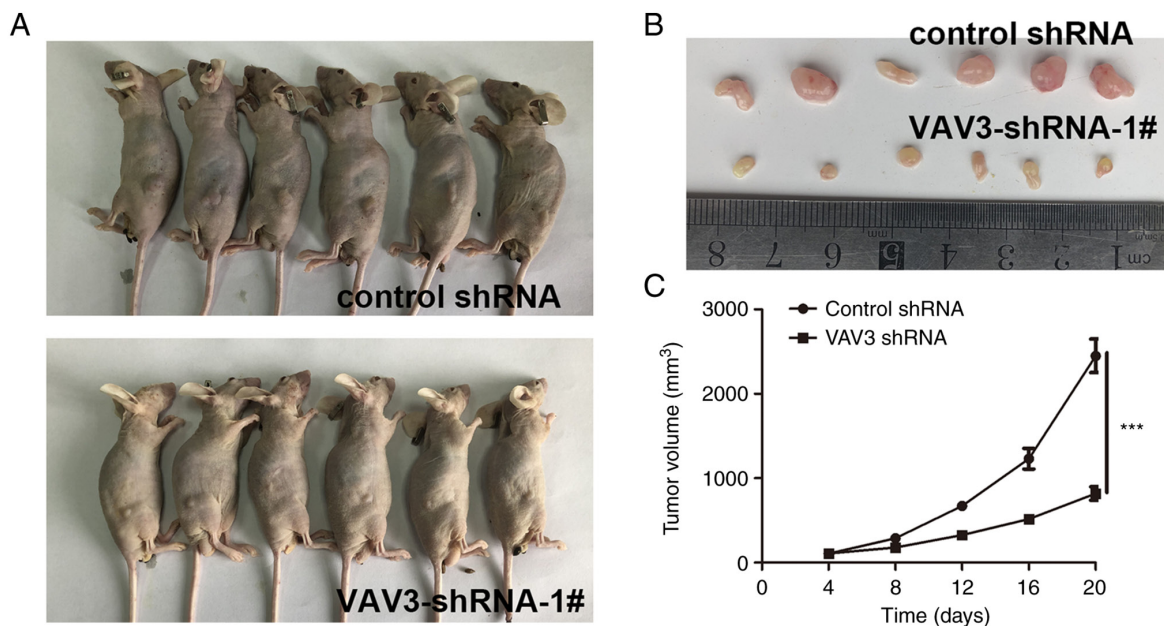 A
control shRNA
VAV3-shRNA-1#
B
control shRNA
VAV3-shRNA-1#
8 7 6 5 4 3 2 1 cm
mm
C
Control shRNA
VAV3 shRNA
3000
2000
1000
0
Tumor volume (mm³)
***
0 4 8 12 16 20
Time (days)